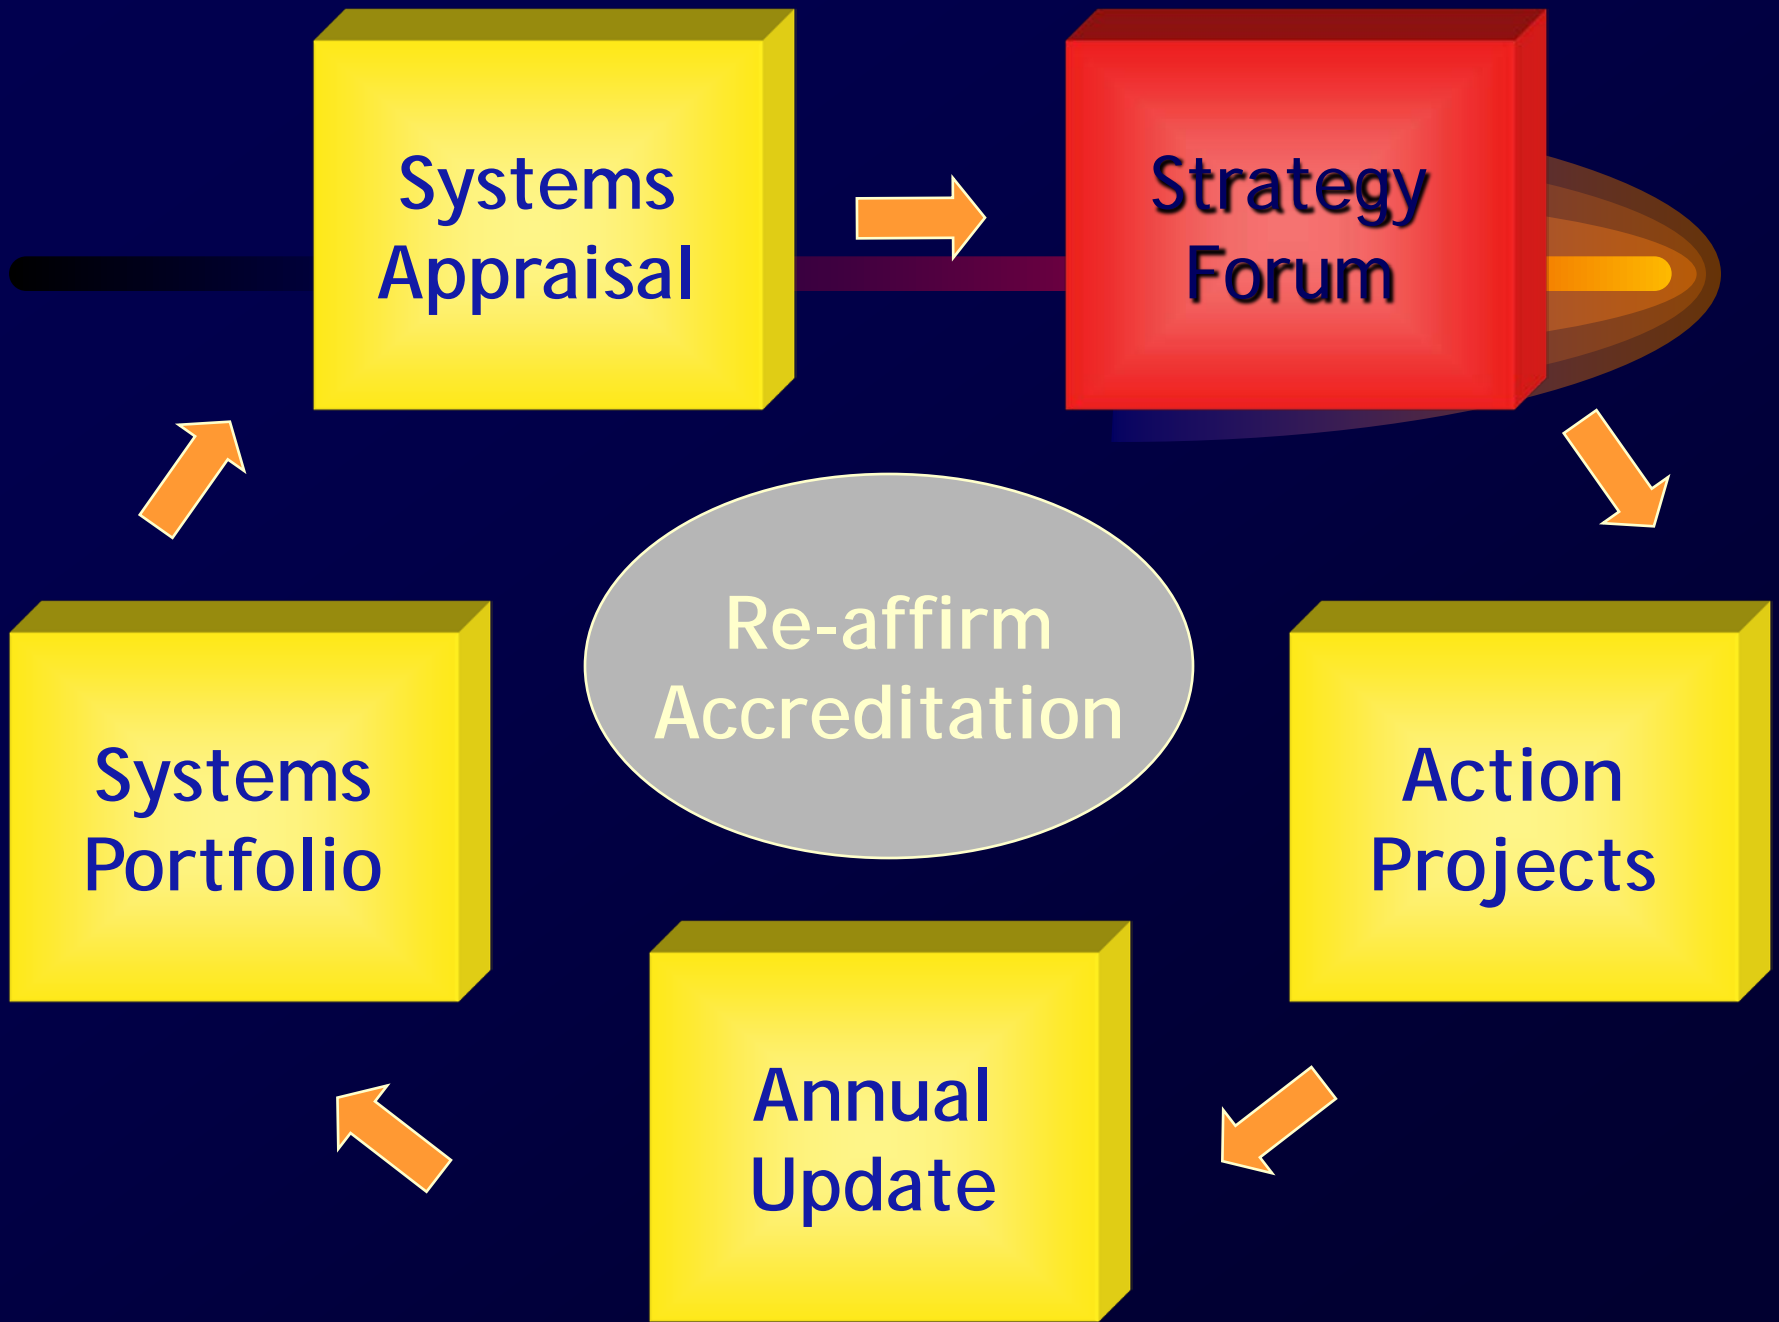 Systems
Appraisal
Strategy
Forum
Re-affirm
Accreditation
Systems
Portfolio
Action
Projects
Annual
Update